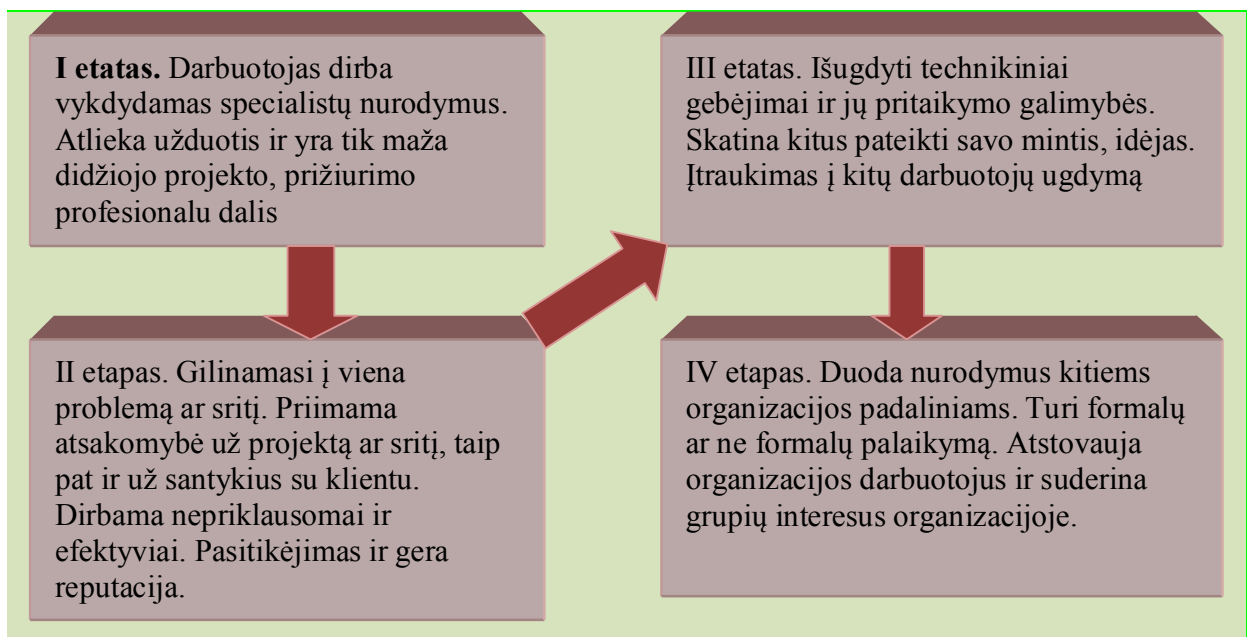 I etatas. Darbuotojas dirba
vykdydamas specialistų nurodymus.
Atlieka užduotis ir yra tik maža
didžiojo projekto, prižiurimo
profesionalu dalis
II etapas. Gilinamasi į viena
problemą ar sritį. Priimama
atsakomybė už projektą ar sritį, taip
pat ir už santykius su klientu.
Dirbama nepriklausomai ir
efektyviai. Pasitikėjimas ir gera
reputacija.
III etatas. Išugdyti technikiniai
gebėjimai ir jų pritaikymo galimybės.
Skatina kitus pateikti savo mintis, idėjas.
Įtraukimas į kitų darbuotojų ugdymą
IV etapas. Duoda nurodymus kitiems
organizacijos padaliniams. Turi formalų
ar ne formalų palaikymą. Atstovauja
organizacijos darbuotojus ir suderina
grupių interesus organizacijoje.